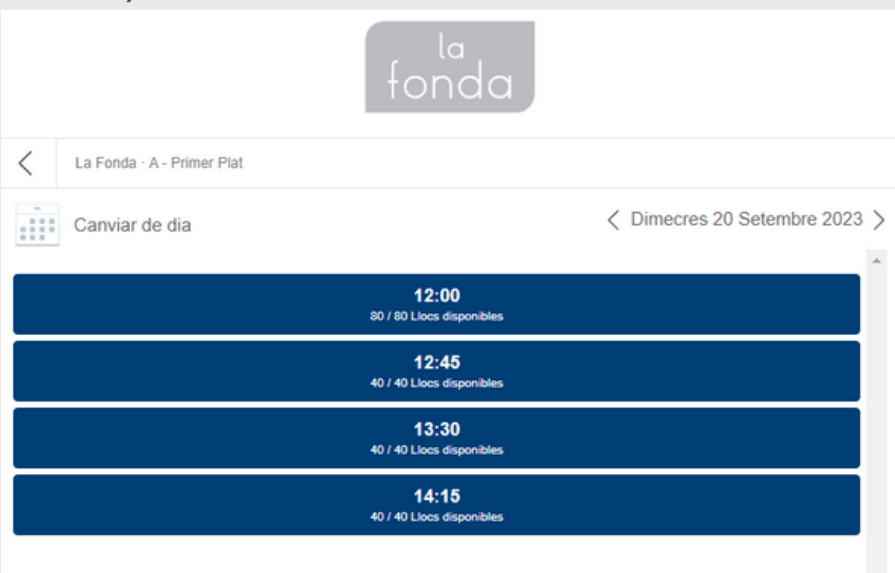 la
fonda
La Fonda · A - Primer Plat
Canviar de dia
Dimecres 20 Setembre 2023
12:00
80 / 80 Llocs disponibles
12:45
40 / 40 Llocs disponibles
13:30
40 / 40 Llocs disponibles
14:15
40 / 40 Llocs disponibles